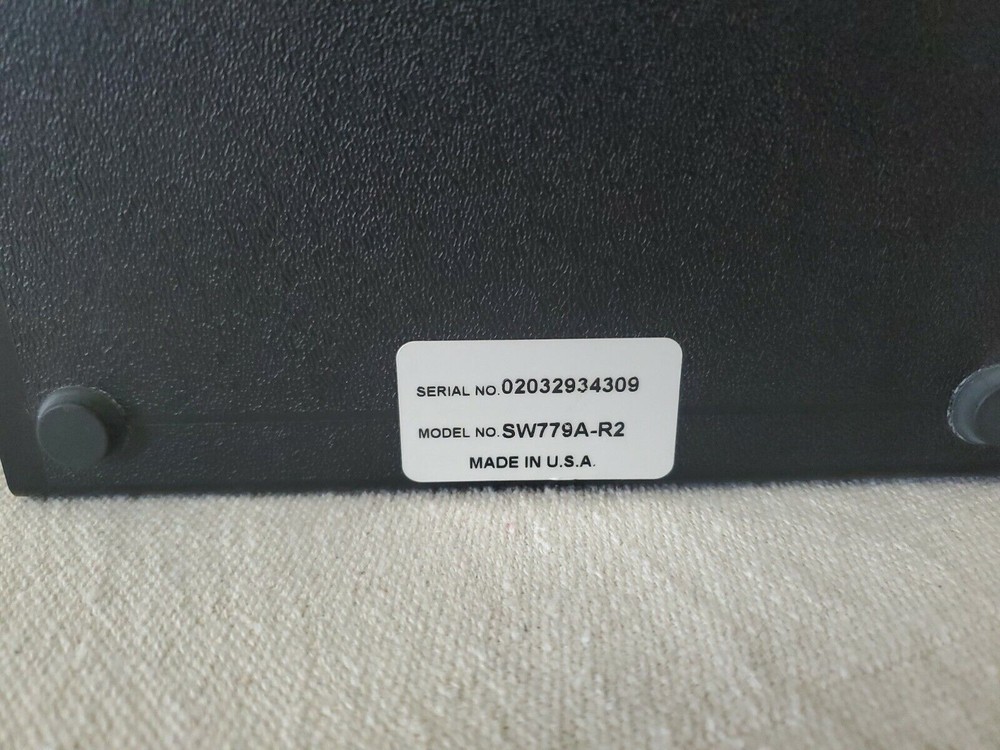 SERIAL NO.02032934309
MODEL NO.SW779A-R2
MADE IN U.S.A.